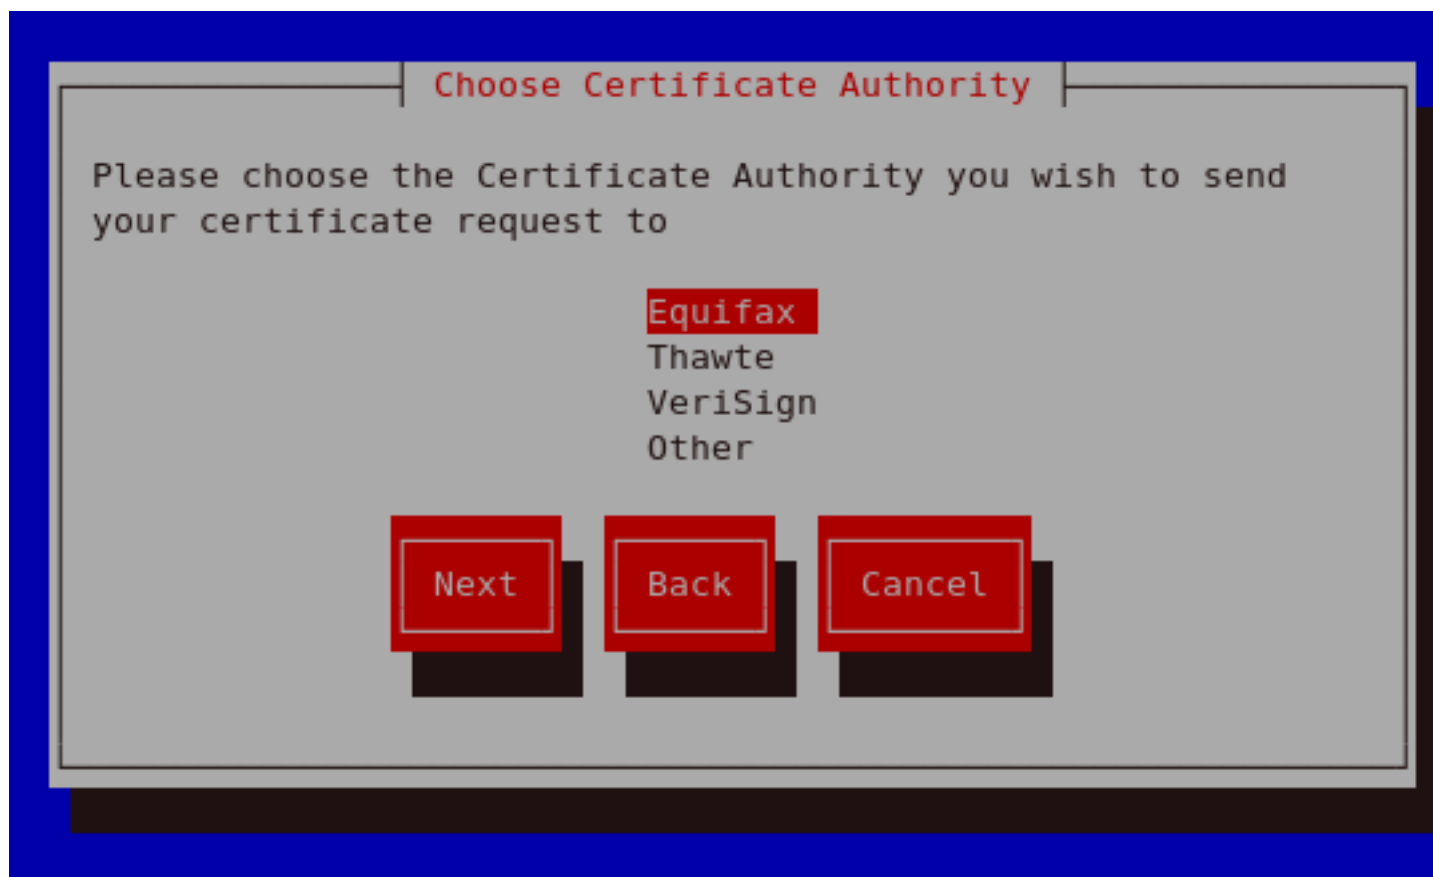 Choose Certificate Authority
Please choose the Certificate Authority you wish to send
your certificate request to
Equifax
Thawte
VeriSign
Other
Next Back Cancel